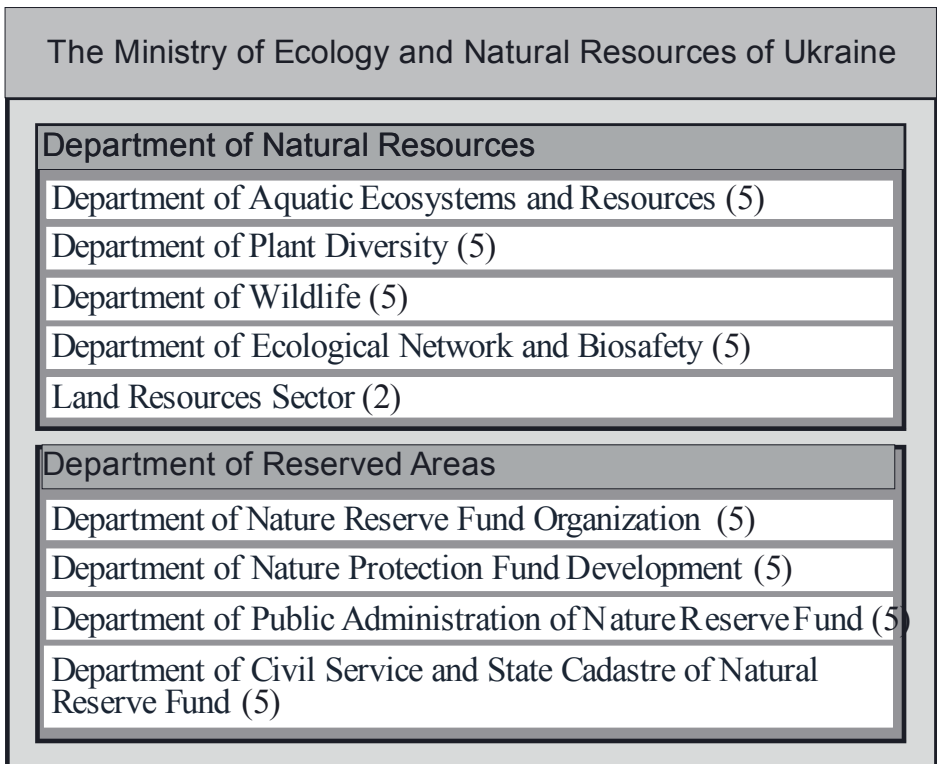 The Ministry of Ecology and Natural Resources of Ukraine
Department of Natural Resources
Department of Aquatic Ecosystems and Resources (5)
Department of Plant Diversity (5)
Department of Wildlife (5)
Department of Ecological Network and Biosafety (5)
Land Resources Sector (2)
Department of Reserved Areas
Department of Nature Reserve Fund Organization (5)
Department of Nature Protection Fund Development (5)
Department of Public Administration of Nature Reserve Fund (5)
Department of Civil Service and State Cadastre of Natural
Reserve Fund (5)